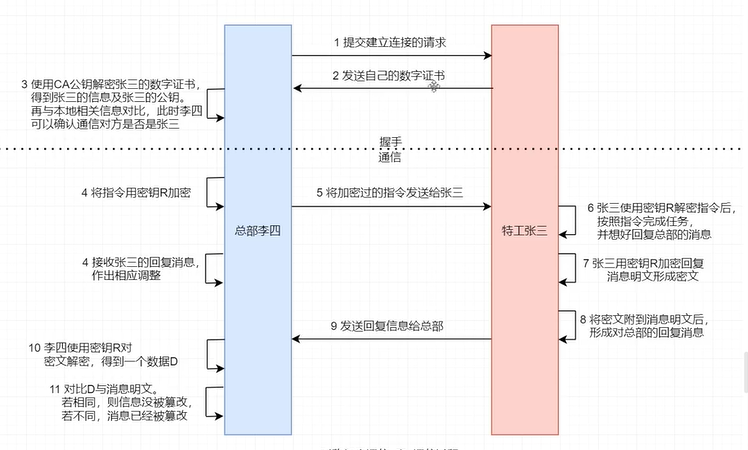 1 提交建立连接的请求
2 发送自己的数字证书
3 使用CA公钥解密张三的数字证书，
得到张三的信息及张三的公钥。
再与本地相关信息对比，此时李四
可以确认通信对方是否是张三
握手
通信
4 将指令用密钥R加密
5 将加密过的指令发送给张三
6 张三使用密钥R解密指令后，
按照指令完成任务，
并想好回复总部的消息
总部李四
特工张三
4 接收张三的回复消息，
作出相应调整
7 张三用密钥R加密回复
消息明文形成密文
8 将密文附到消息明文后，
形成对总部的回复消息
9 发送回复信息给总部
10 李四使用密钥R对
密文解密，得到一个数据D
11 对比D与消息明文。
若相同，则信息没被篡改，
若不同，消息已经被篡改